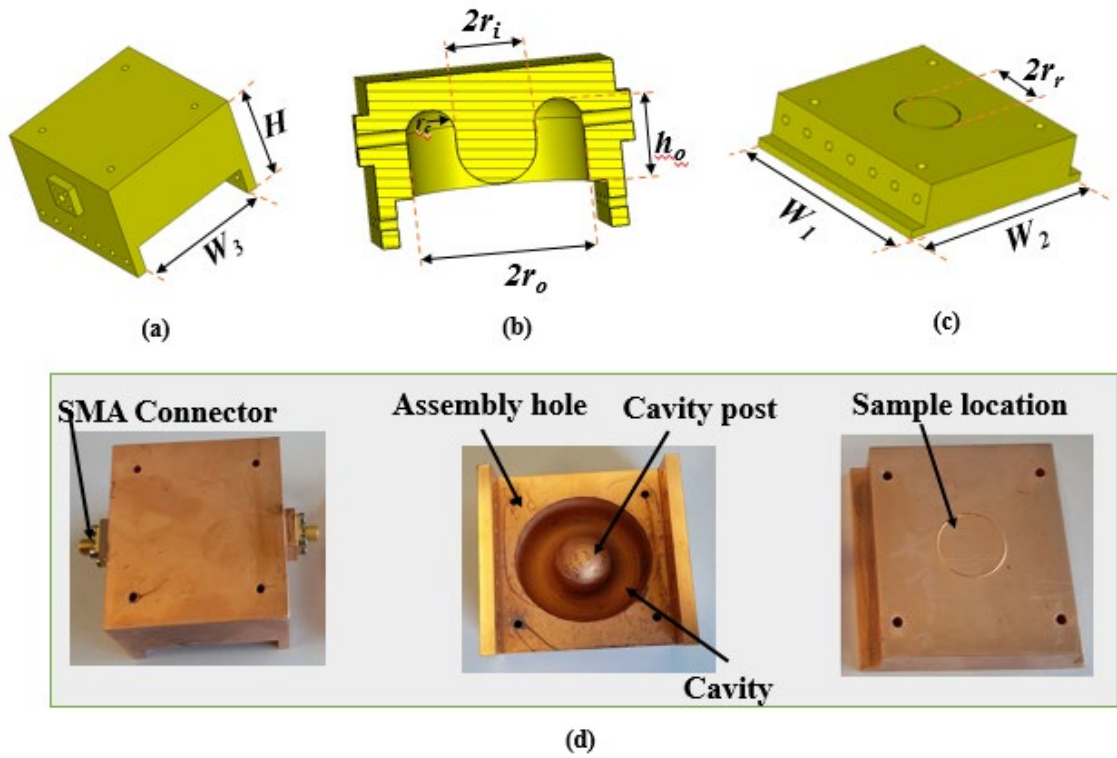 2r_i
H
W_3
(a)
r_c
h_o
2r_o
(b)
2r_r
W_1
W_2
(c)
SMA Connector
Assembly hole
Cavity post
Cavity
Sample location
(d)